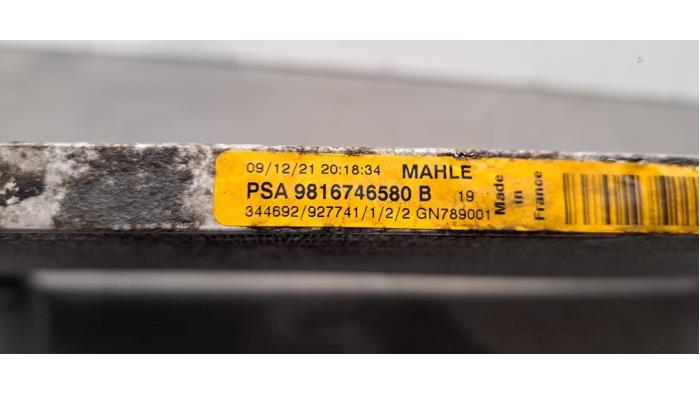 09/12/21 20:18:34 MAHLE
PSA 9816746580 B 19
344692/927741/1/2/2 GN789001
Made
in
France